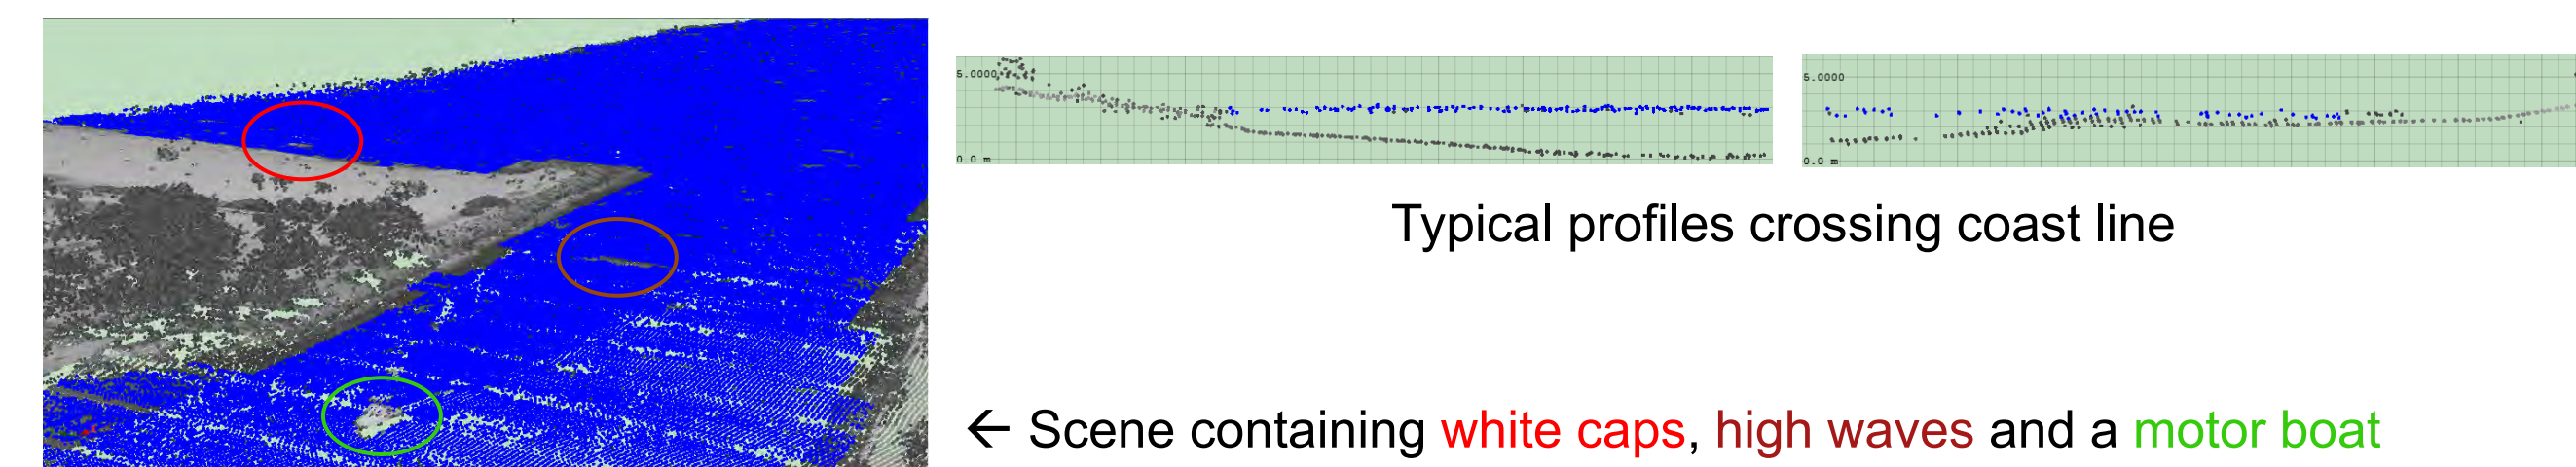 5.0000
0.0 m
5.0000
0.0 m
Typical profiles crossing coast line
← Scene containing white caps, high waves and a motor boat